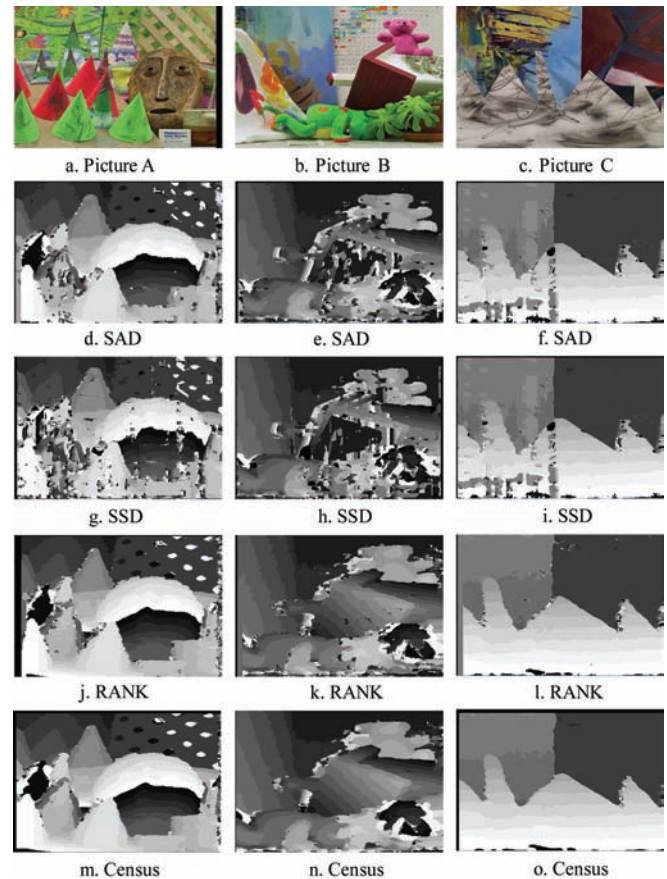 a. Picture A
b. Picture B
c. Picture C
d. SAD
e. SAD
f. SAD
g. SSD
h. SSD
i. SSD
j. RANK
k. RANK
l. RANK
m. Census
n. Census
o. Census